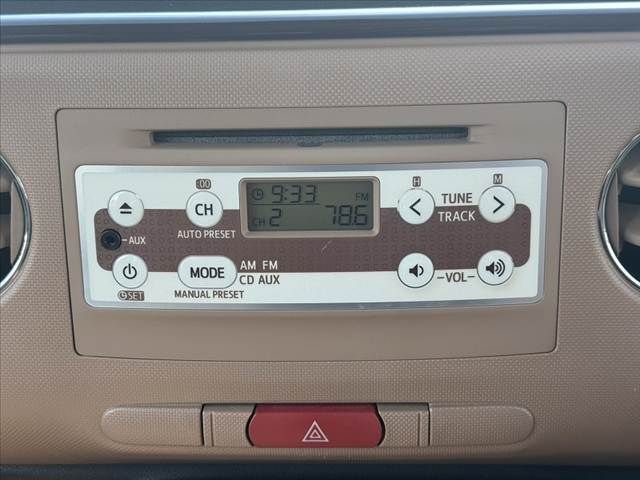 :00
H
M
9:33 FM
CH 2 78.6
CH
AUTO PRESET
TUNE
TRACK
AUX
MODE
AM FM
CD AUX
MANUAL PRESET
SET
VOL